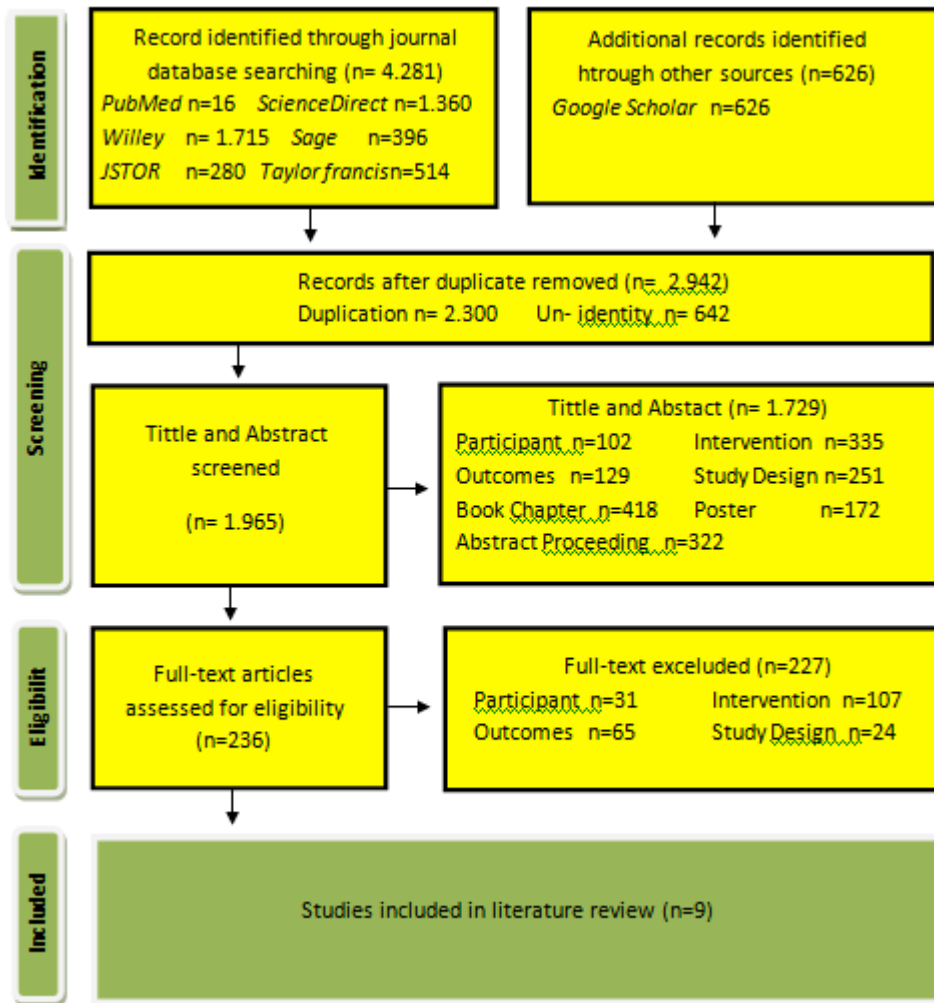 Identification
Record identified through journal
database searching (n= 4.281)
PubMed n=16 ScienceDirect n=1.360
Willey n= 1.715 Sage n=396
JSTOR n=280 Taylor francisn=514
Additional records identified
htrough other sources (n=626)
Google Scholar n=626
Screening
Records after duplicate removed (n= 2.942)
Duplication n= 2.300 Un- identity n= 642
Tittle and Abstract
screened
(n= 1.965)
Tittle and Abstact (n= 1.729)
Participant n=102 Intervention n=335
Outcomes n=129 Study Design n=251
Book Chapter n=418 Poster n=172
Abstract Proceeding n=322
Eligibilit
Full-text articles
assessed for eligibility
(n=236)
Full-text exceluded (n=227)
Participant n=31 Intervention n=107
Outcomes n=65 Study Design n=24
Included
Studies included in literature review (n=9)